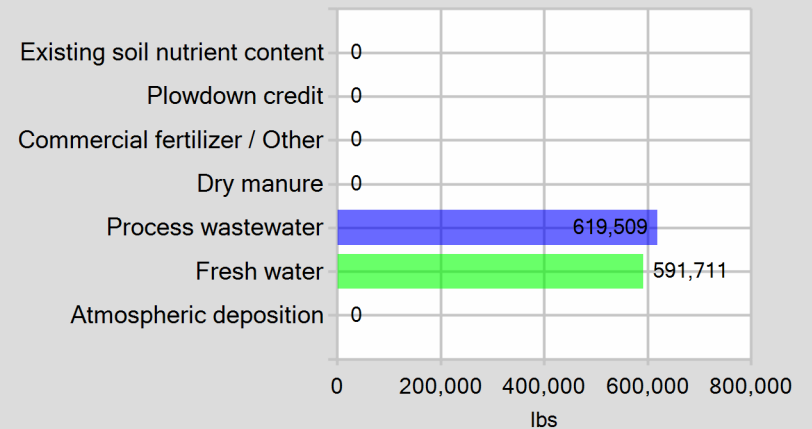 Existing soil nutrient content 0
Plowdown credit 0
Commercial fertilizer / Other 0
Dry manure 0
Process wastewater 619,509
Fresh water 591,711
Atmospheric deposition 0
0 200,000 400,000 600,000 800,000
lbs